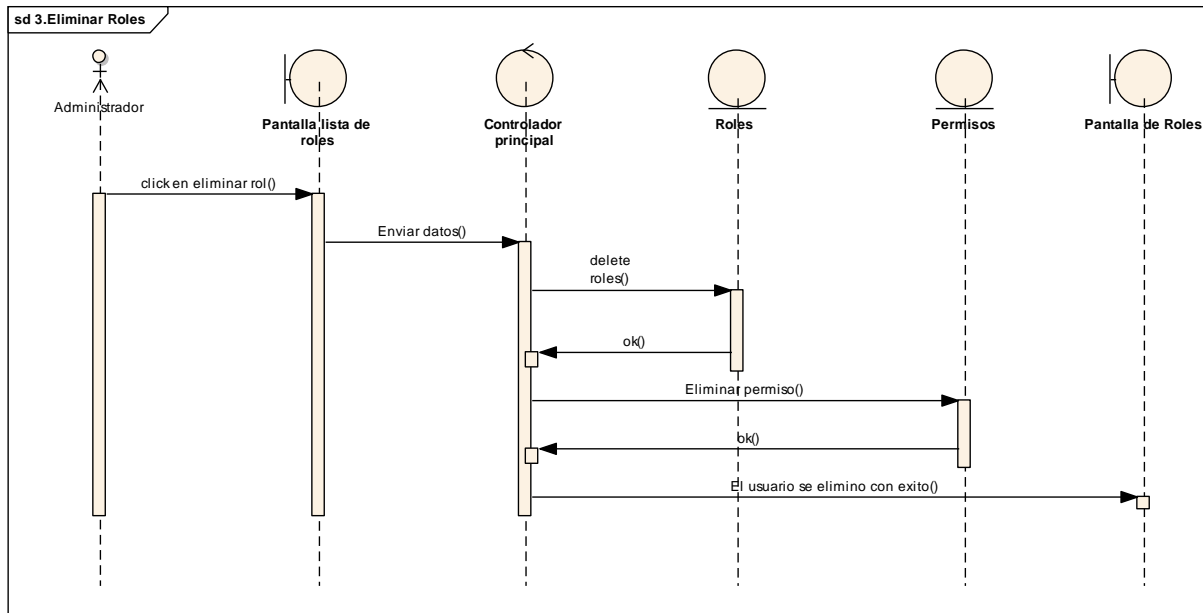 sd 3.Eliminar Roles
Administrador
Pantalla lista de
roles
Controlador
principal
Roles
Permisos
Pantalla de Roles
click en eliminar rol()
Enviar datos()
delete
roles()
ok()
Eliminar permiso()
ok()
El usuario se elimino con exito()